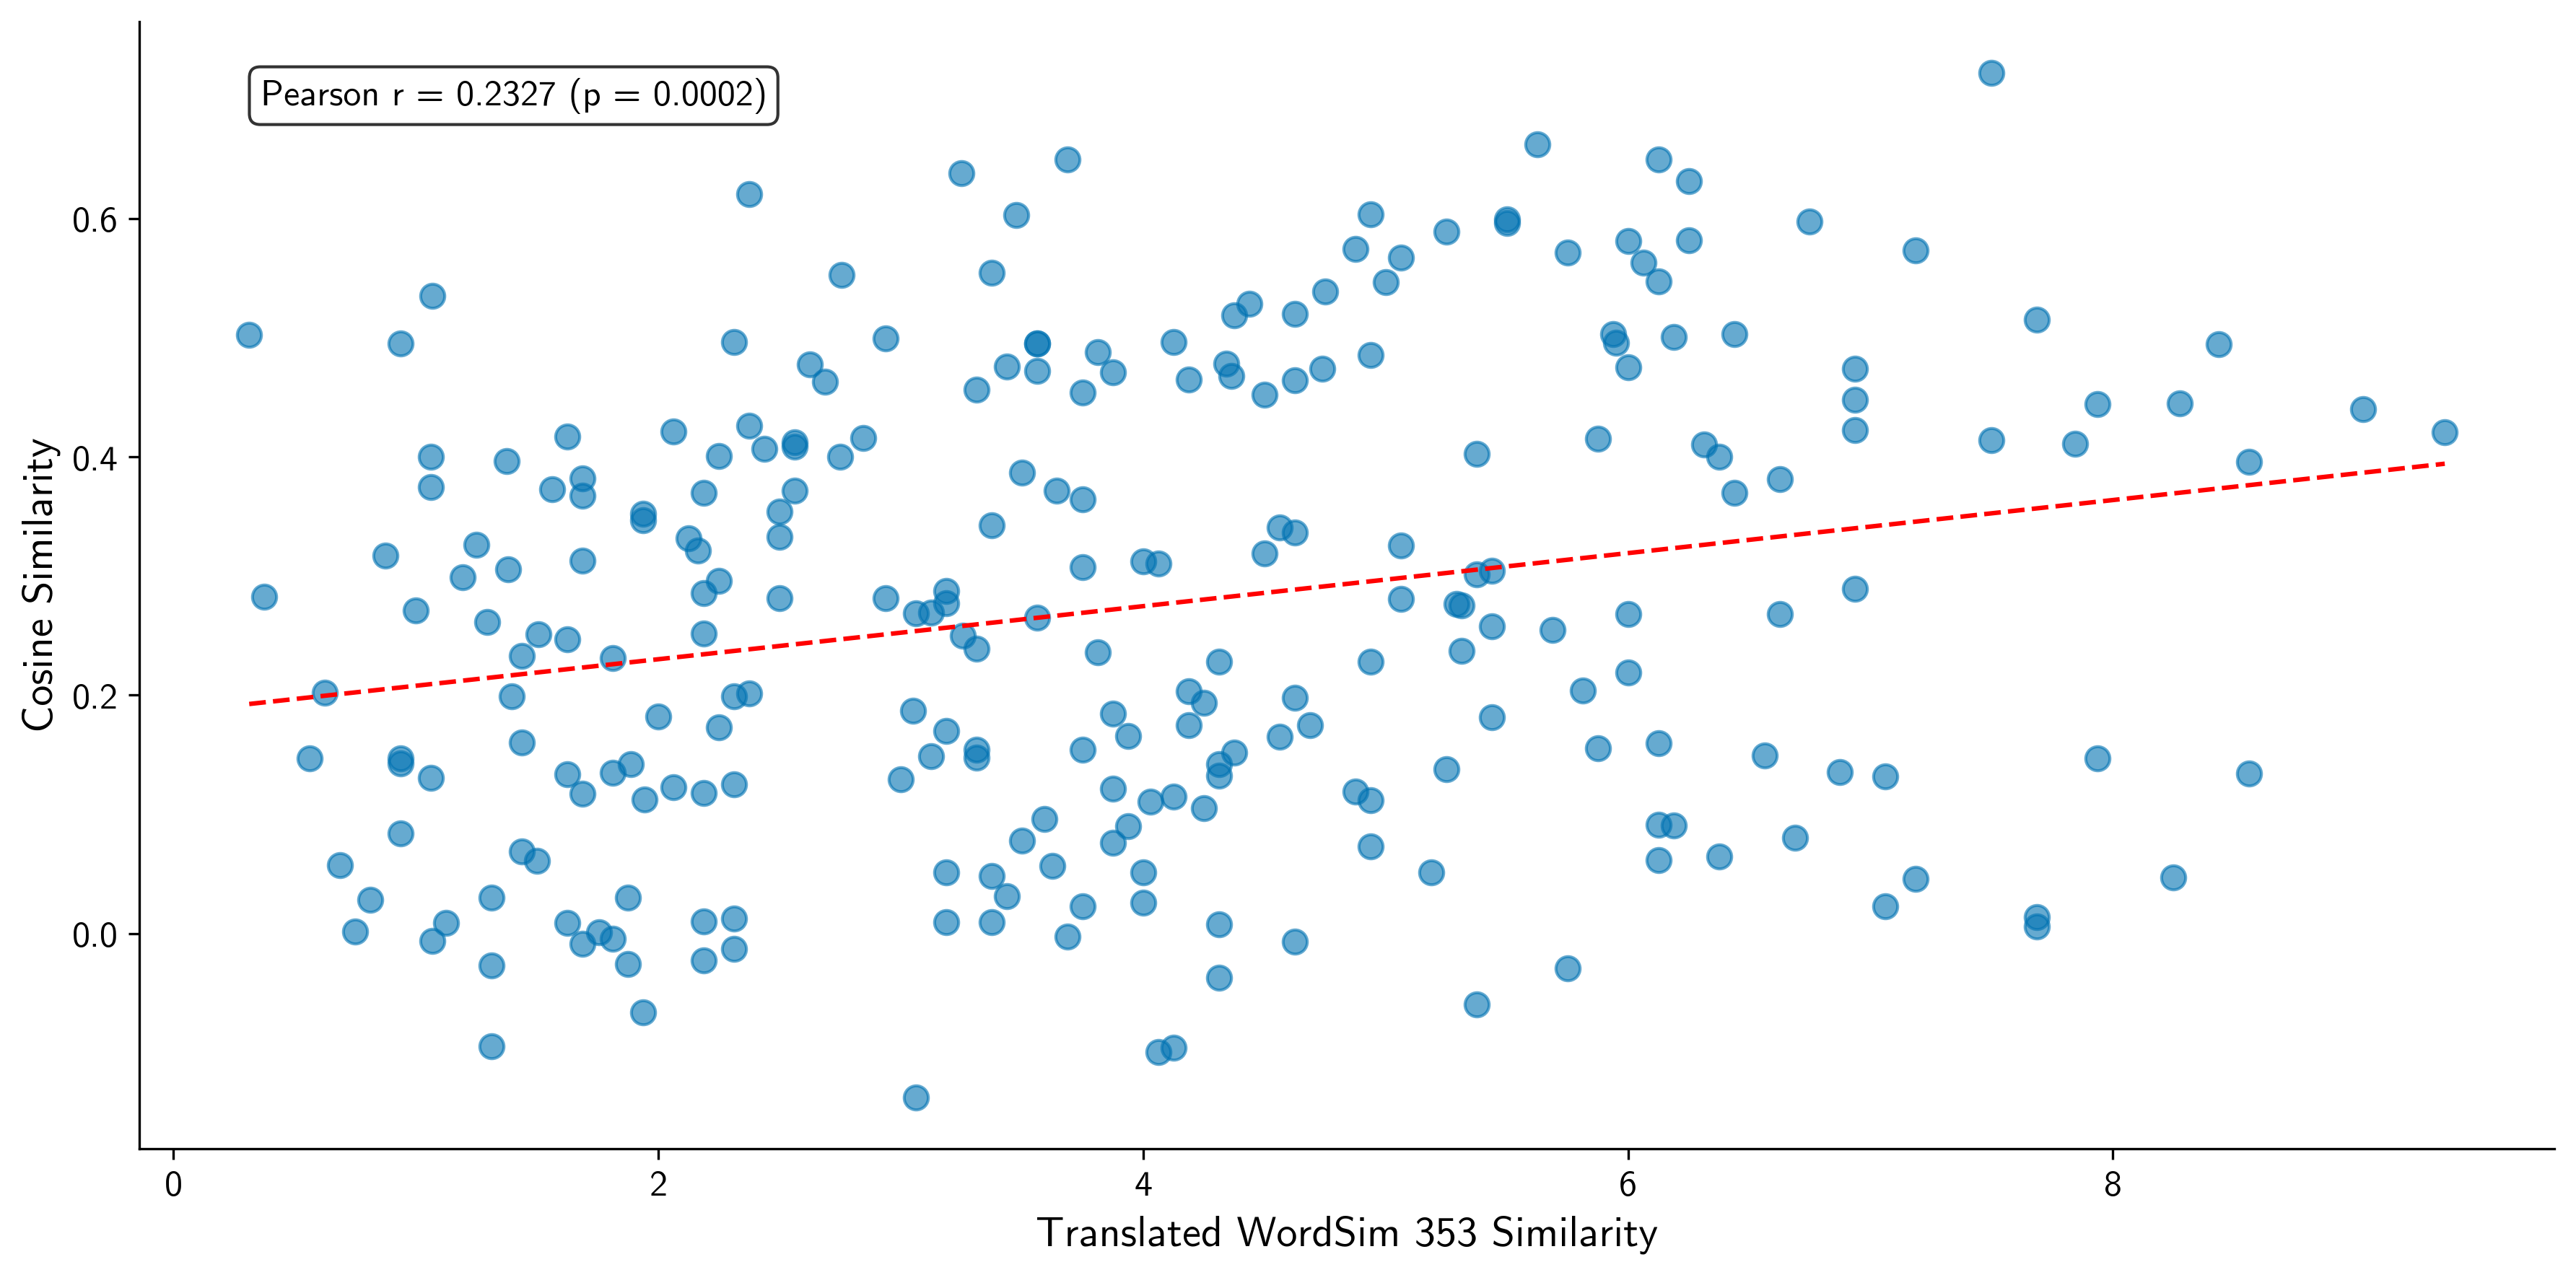 Pearson r = 0.2327 (p = 0.0002)
Cosine Similarity
0.6
0.4
0.2
0.0
0 2 4 6 8
Translated WordSim 353 Similarity